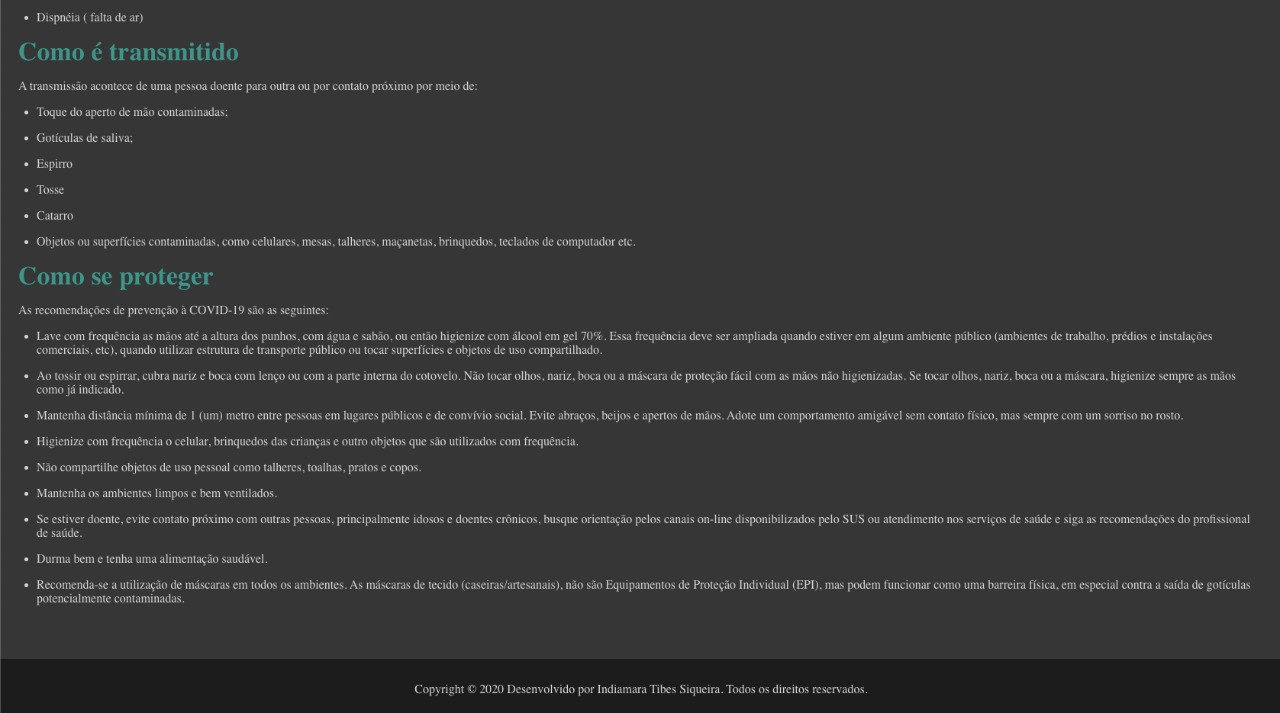 Dispnéia ( falta de ar)
Como é transmitido
A transmissão acontece de uma pessoa doente para outra ou por contato próximo por meio de:
Toque do aperto de mão contaminadas;
Gotículas de saliva;
Espirro
Tosse
Catarro
Objetos ou superfícies contaminadas, como celulares, mesas, talheres, maçanetas, brinquedos, teclados de computador etc.
Como se proteger
As recomendações de prevenção à COVID-19 são as seguintes:
Lave com frequência as mãos até a altura dos punhos, com água e sabão, ou então higienize com álcool em gel 70%. Essa frequência deve ser ampliada quando estiver em algum ambiente público (ambientes de trabalho, prédios e instalações
comerciais, etc), quando utilizar estrutura de transporte público ou tocar superfícies e objetos de uso compartilhado.
Ao tossir ou espirrar, cubra nariz e boca com lenço ou com a parte interna do cotovelo. Não tocar olhos, nariz, boca ou a máscara de proteção fácil com as mãos não higienizadas. Se tocar olhos, nariz, boca ou a máscara, higienize sempre as mãos
como já indicado.
Mantenha distância mínima de 1 (um) metro entre pessoas em lugares públicos e de convívio social. Evite abraços, beijos e apertos de mãos. Adote um comportamento amigável sem contato físico, mas sempre com um sorriso no rosto.
Higienize com frequência o celular, brinquedos das crianças e outro objetos que são utilizados com frequência.
Não compartilhe objetos de uso pessoal como talheres, toalhas, pratos e copos.
Mantenha os ambientes limpos e bem ventilados.
Se estiver doente, evite contato próximo com outras pessoas, principalmente idosos e doentes crônicos, busque orientação pelos canais on-line disponibilizados pelo SUS ou atendimento nos serviços de saúde e siga as recomendações do profissional
de saúde.
Durma bem e tenha uma alimentação saudável.
Recomenda-se a utilização de máscaras em todos os ambientes. As máscaras de tecido (caseiras/artesanais), não são Equipamentos de Proteção Individual (EPI), mas podem funcionar como uma barreira física, em especial contra a saída de gotículas
potencialmente contaminadas.
Copyright © 2020 Desenvolvido por Indiamara Tibes Siqueira. Todos os direitos reservados.